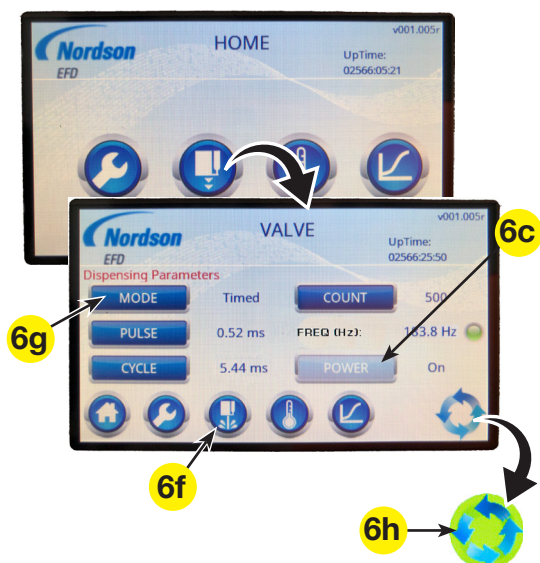 v001.005r
Nordson
EFD
HOME
UpTime:
02566:05:21
v001.005r
Nordson
EFD
VALVE
UpTime:
02566:25:50
6c
Dispensing Parameters
MODE Timed COUNT 500
6g
PULSE 0.52 ms FREQ (Hz): 183.8 Hz
CYCLE 5.44 ms POWER On
6f
6h